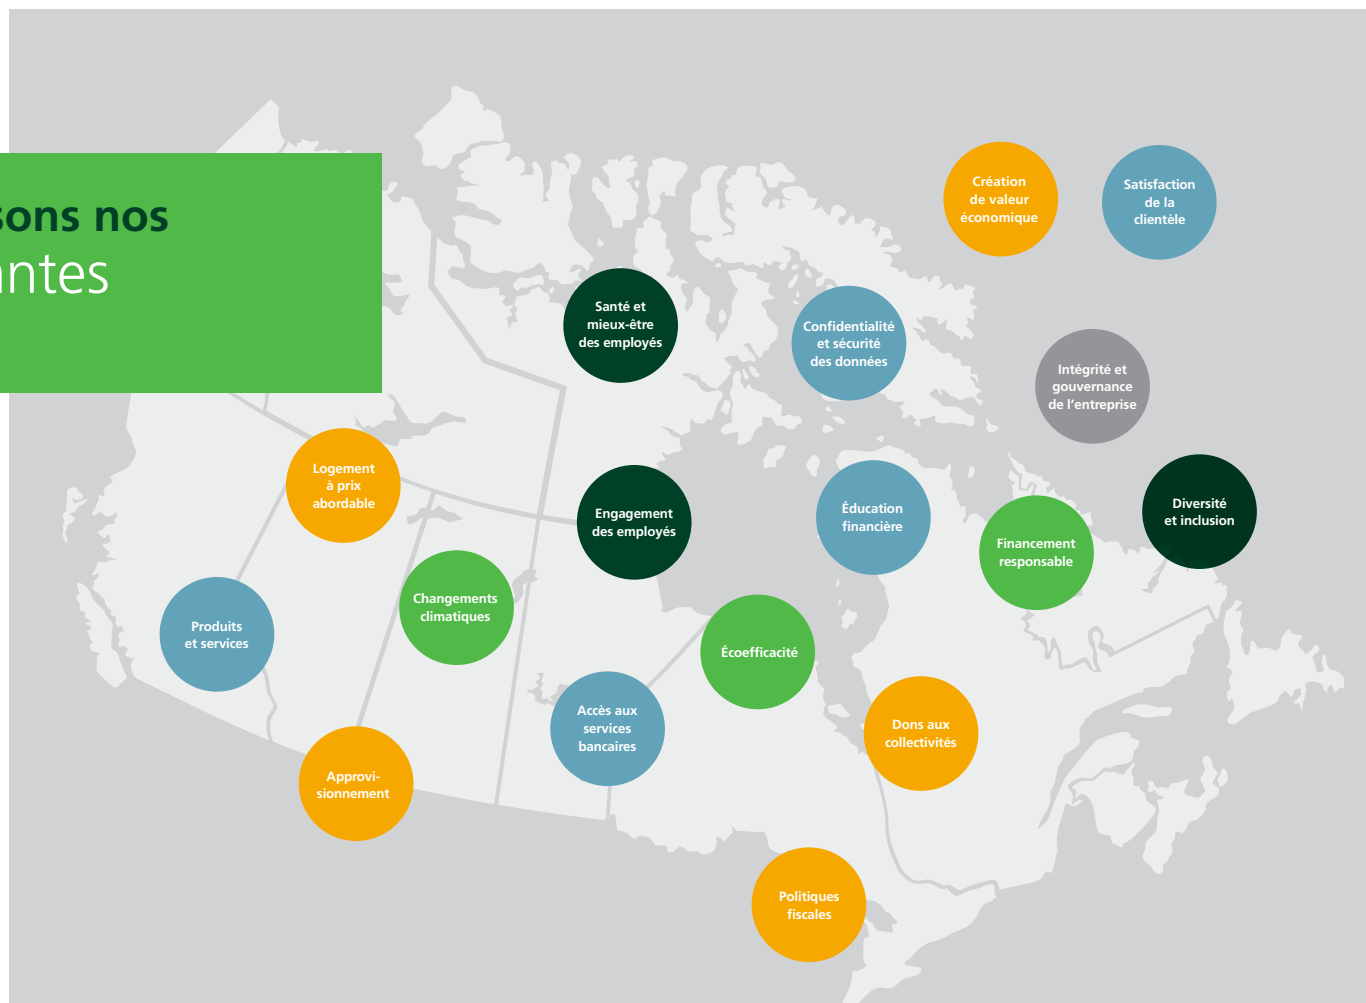 sons nos
antes
Création
de valeur
économique
Satisfaction
de la
clientèle
Santé et
mieux-être
des employés
Confidentialité
et sécurité
des données
Intégrité et
gouvernance
de l’entreprise
Logement
à prix
abordable
Engagement
des employés
Éducation
financière
Diversité
et inclusion
Financement
responsable
Changements
climatiques
Produits
et services
Écoefficacité
Accès aux
services
bancaires
Dons aux
collectivités
Approvi-
sionnement
Politiques
fiscales